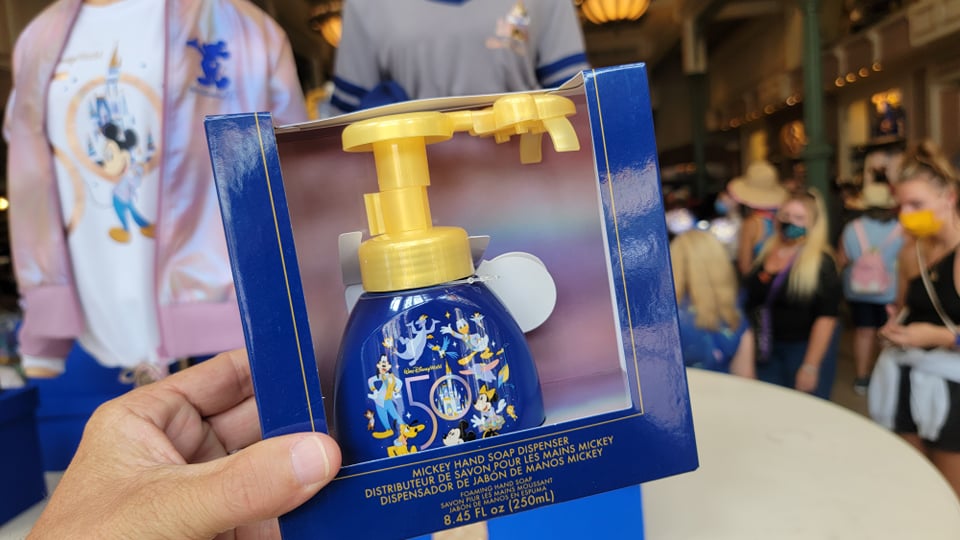 Walt Disney World
50
MICKEY HAND SOAP DISPENSER
DISTRIBUTEUR DE SAVON POUR LES MAINS MICKEY
DISPENSADOR DE JABÓN DE MANOS MICKEY
FOAMING HAND SOAP
SAVON PUR LES MAINS MOUSSANT
JABÓN DE MANOS EN ESPUMA
8.45 FL oz (250mL)